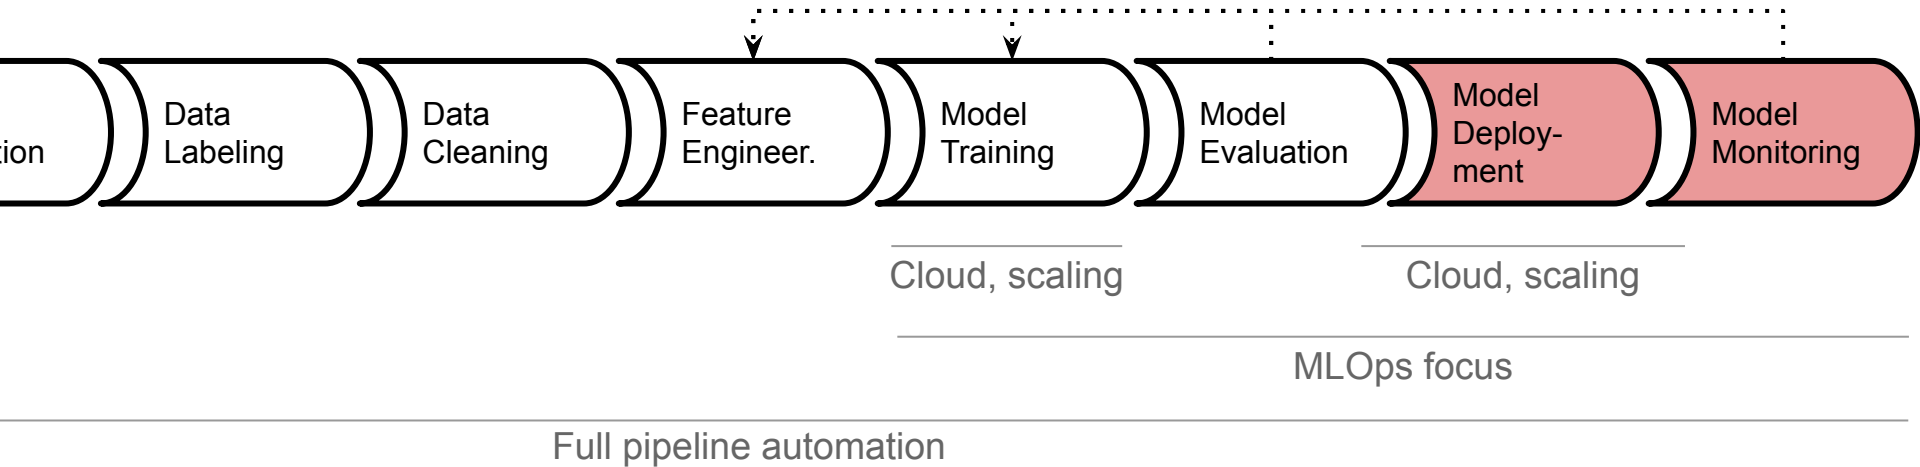 tion
Data
Labeling
Data
Cleaning
Feature
Engineer.
Model
Training
Model
Evaluation
Model
Deploy-
ment
Model
Monitoring
Cloud, scaling
Cloud, scaling
MLOps focus
Full pipeline automation